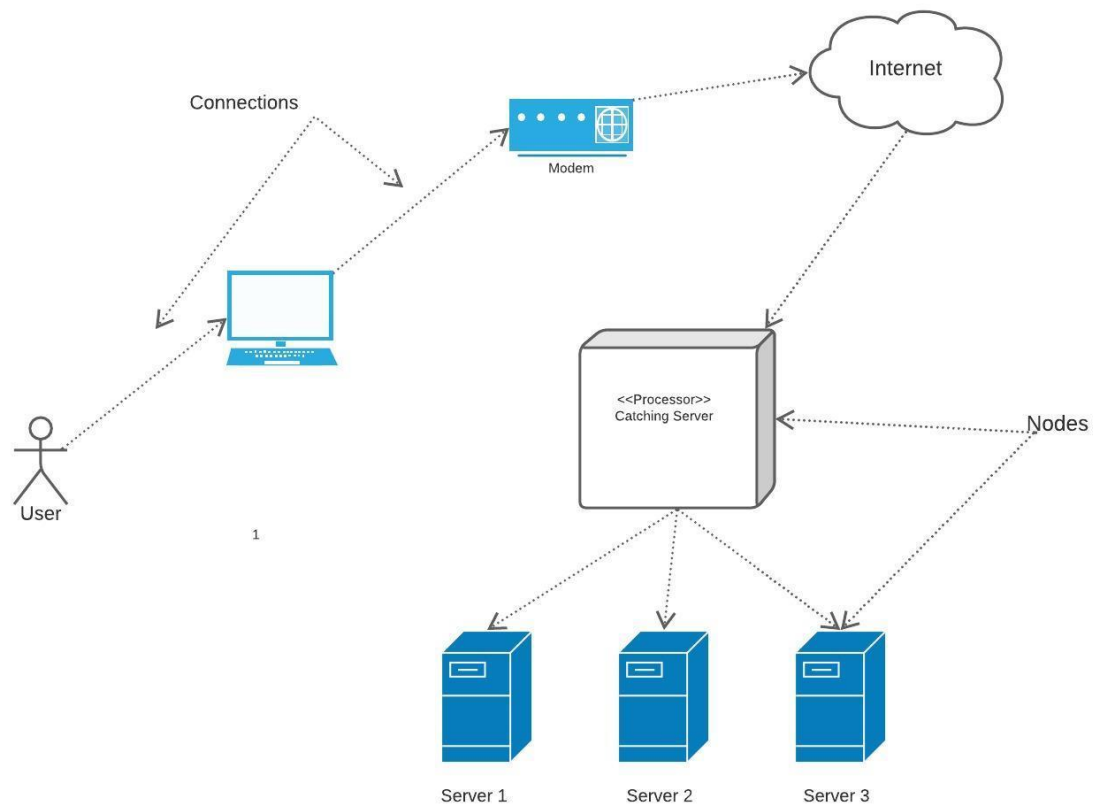 Internet
Connections
Modem
<<Processor>>
Catching Server
Nodes
User
1
Server 1
Server 2
Server 3